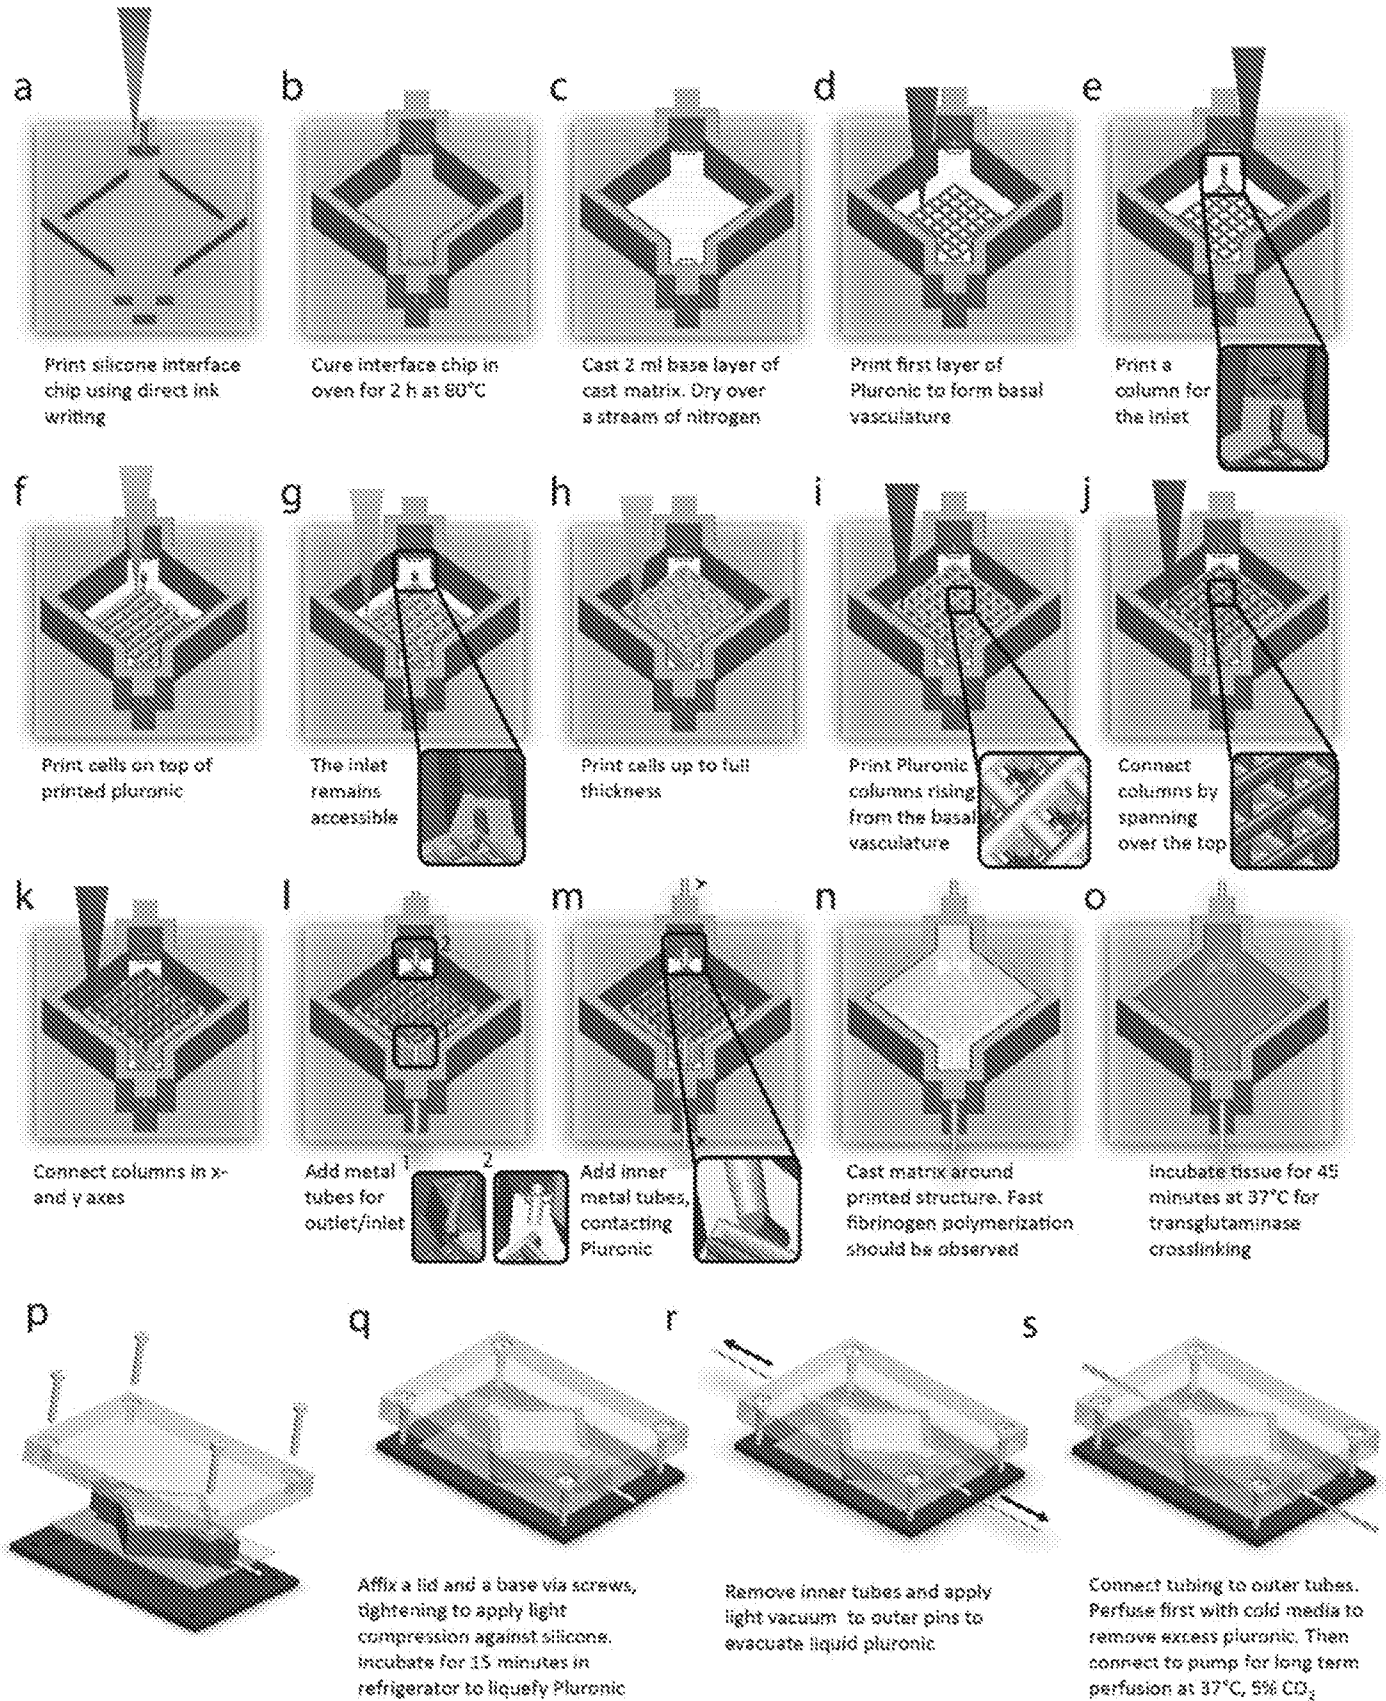 a
b
c
d
e
Print silicone interface
chip using direct ink
writing
Cure interface chip in
oven for 2 h at 80°C
Cast 2 ml base layer of
cast matrix. Dry over
a stream of nitrogen
Print first layer of
Pluronic to form basal
vasculature
Print a
column for
the inlet
f
g
h
i
j
Print cells on top of
printed pluronic
The inlet
remains
accessible
Print cells up to full
thickness
Print Pluronic
columns rising
from the basal
vasculature
Connect
columns by
spanning
over the top
k
l
m
n
o
2
1
Connect columns in x-
and y axes
Add metal
tubes for
outlet/inlet
1
2
Add inner
metal tubes,
contacting
Pluronic
Cast matrix around
printed structure. Fast
fibrinogen polymerization
should be observed
Incubate tissue for 45
minutes at 37°C for
transglutaminase
crosslinking
p
q
r
s
Affix a lid and a base via screws,
tightening to apply light
compression against silicone.
Incubate for 15 minutes in
refrigerator to liquefy Pluronic
Remove inner tubes and apply
light vacuum to outer pins to
evacuate liquid pluronic
Connect tubing to outer tubes.
Perfuse first with cold media to
remove excess pluronic. Then
connect to pump for long term
perfusion at 37°C, 5% CO₂